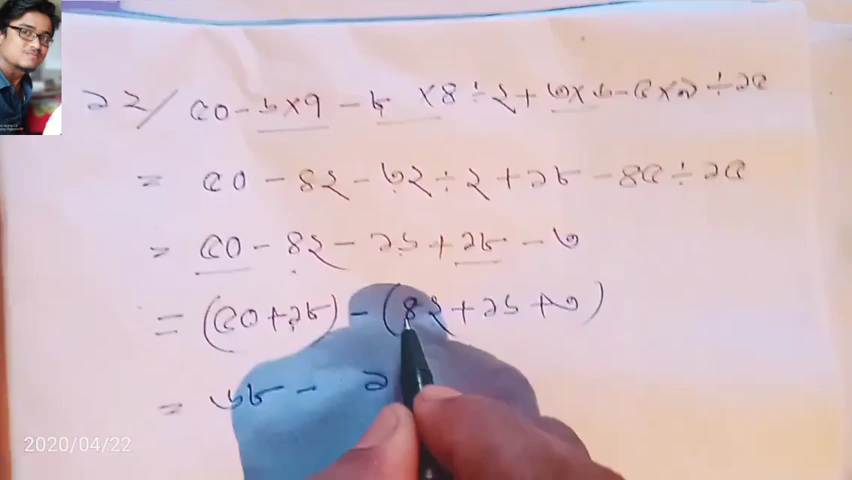 ১২/ ৫০-৬×৭ - ৮ ×৪÷২+৩×৬-৫×৯÷১৫
= ৫০ - ৪২ - ৩২÷২ + ১৮ - ৪৫÷১৫
= ৫০ - ৪২ - ১৬ + ১৮ - ৩
= (৫০+১৮) - (৪২+১৬+৩)
= ৬৮ - ১
2020/04/22